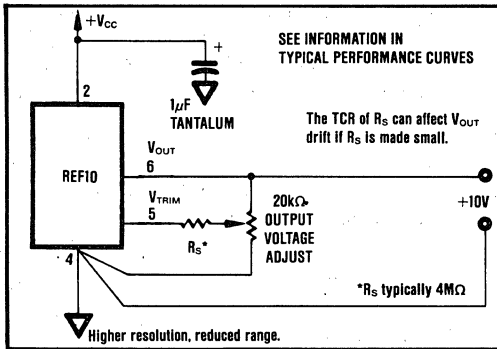 +VCC
+
SEE INFORMATION IN
TYPICAL PERFORMANCE CURVES
2
1µF
TANTALUM
The TCR of RS can affect VOUT
drift if RS is made small.
VOUT
6
REF10
VTRIM
5
20kΩ
OUTPUT
VOLTAGE
ADJUST
+10V
RS*
4
*RS typically 4MΩ
Higher resolution, reduced range.